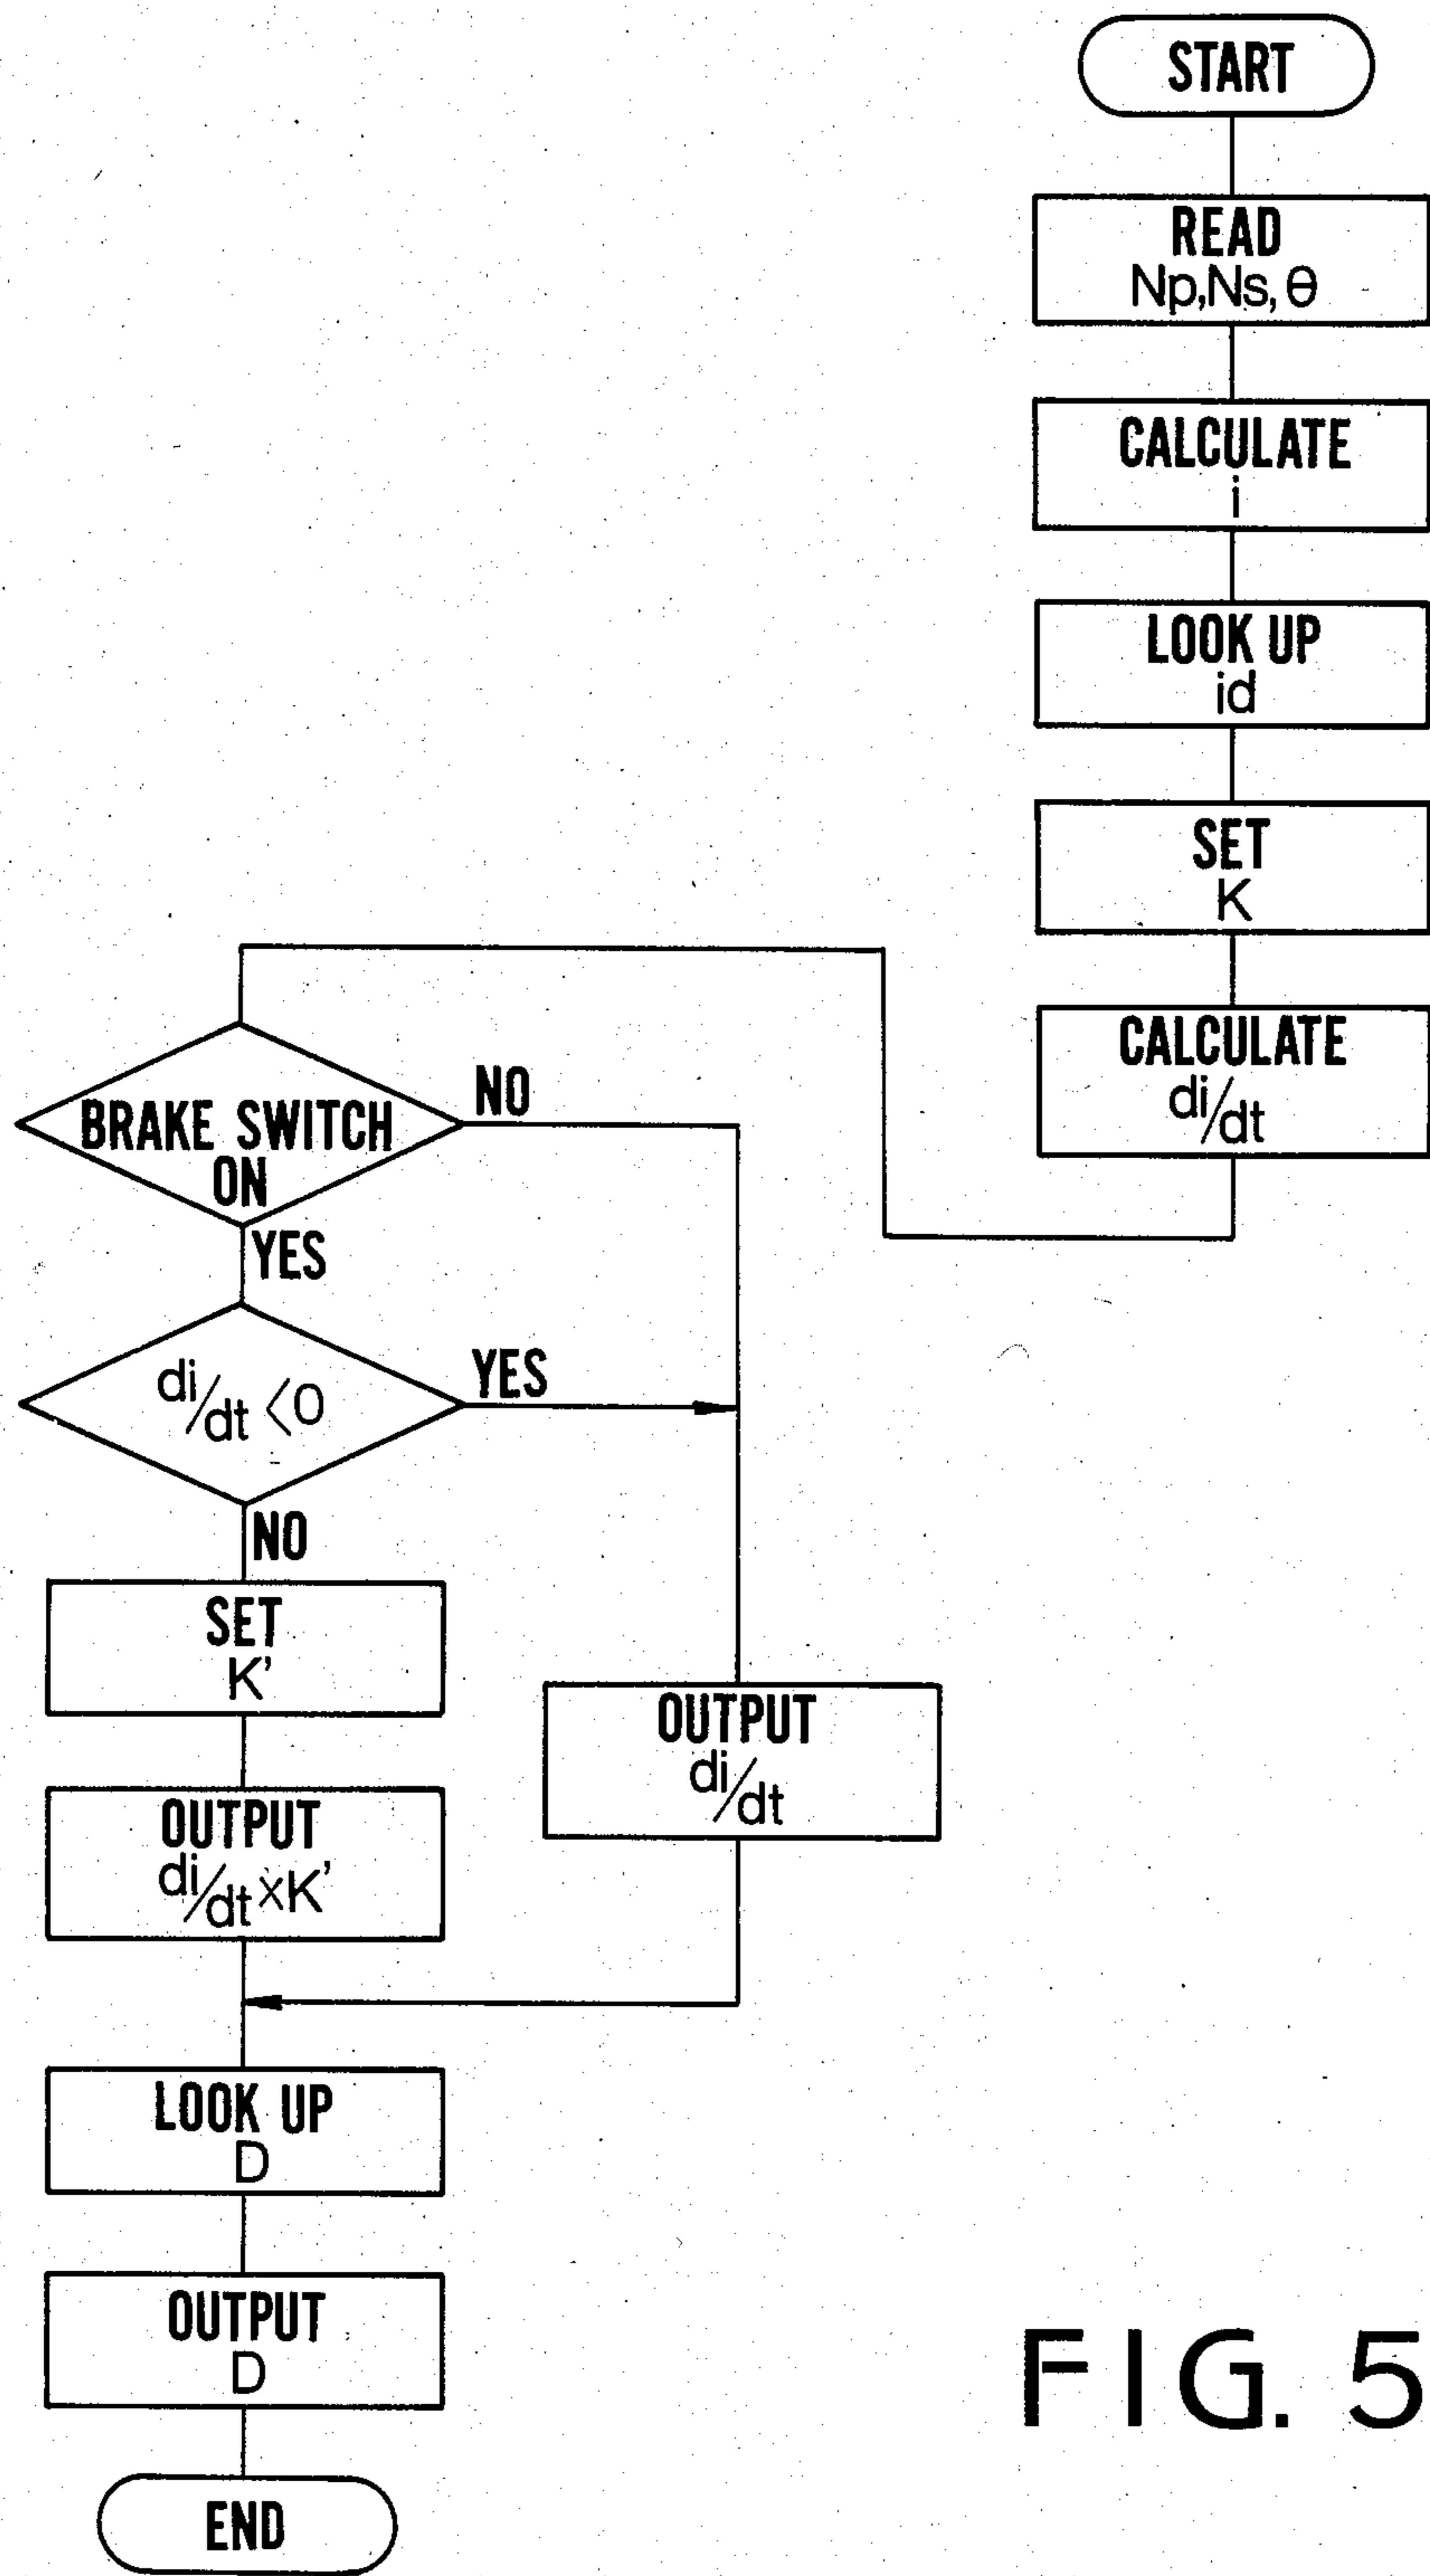 START
READ
Np,Ns, θ
CALCULATE
i
LOOK UP
id
SET
K
CALCULATE
di/dt
BRAKE SWITCH
ON
NO
YES
di/dt <0
YES
NO
SET
K'
OUTPUT
di/dt
OUTPUT
di/dt×K'
LOOK UP
D
OUTPUT
D
END
FIG. 5